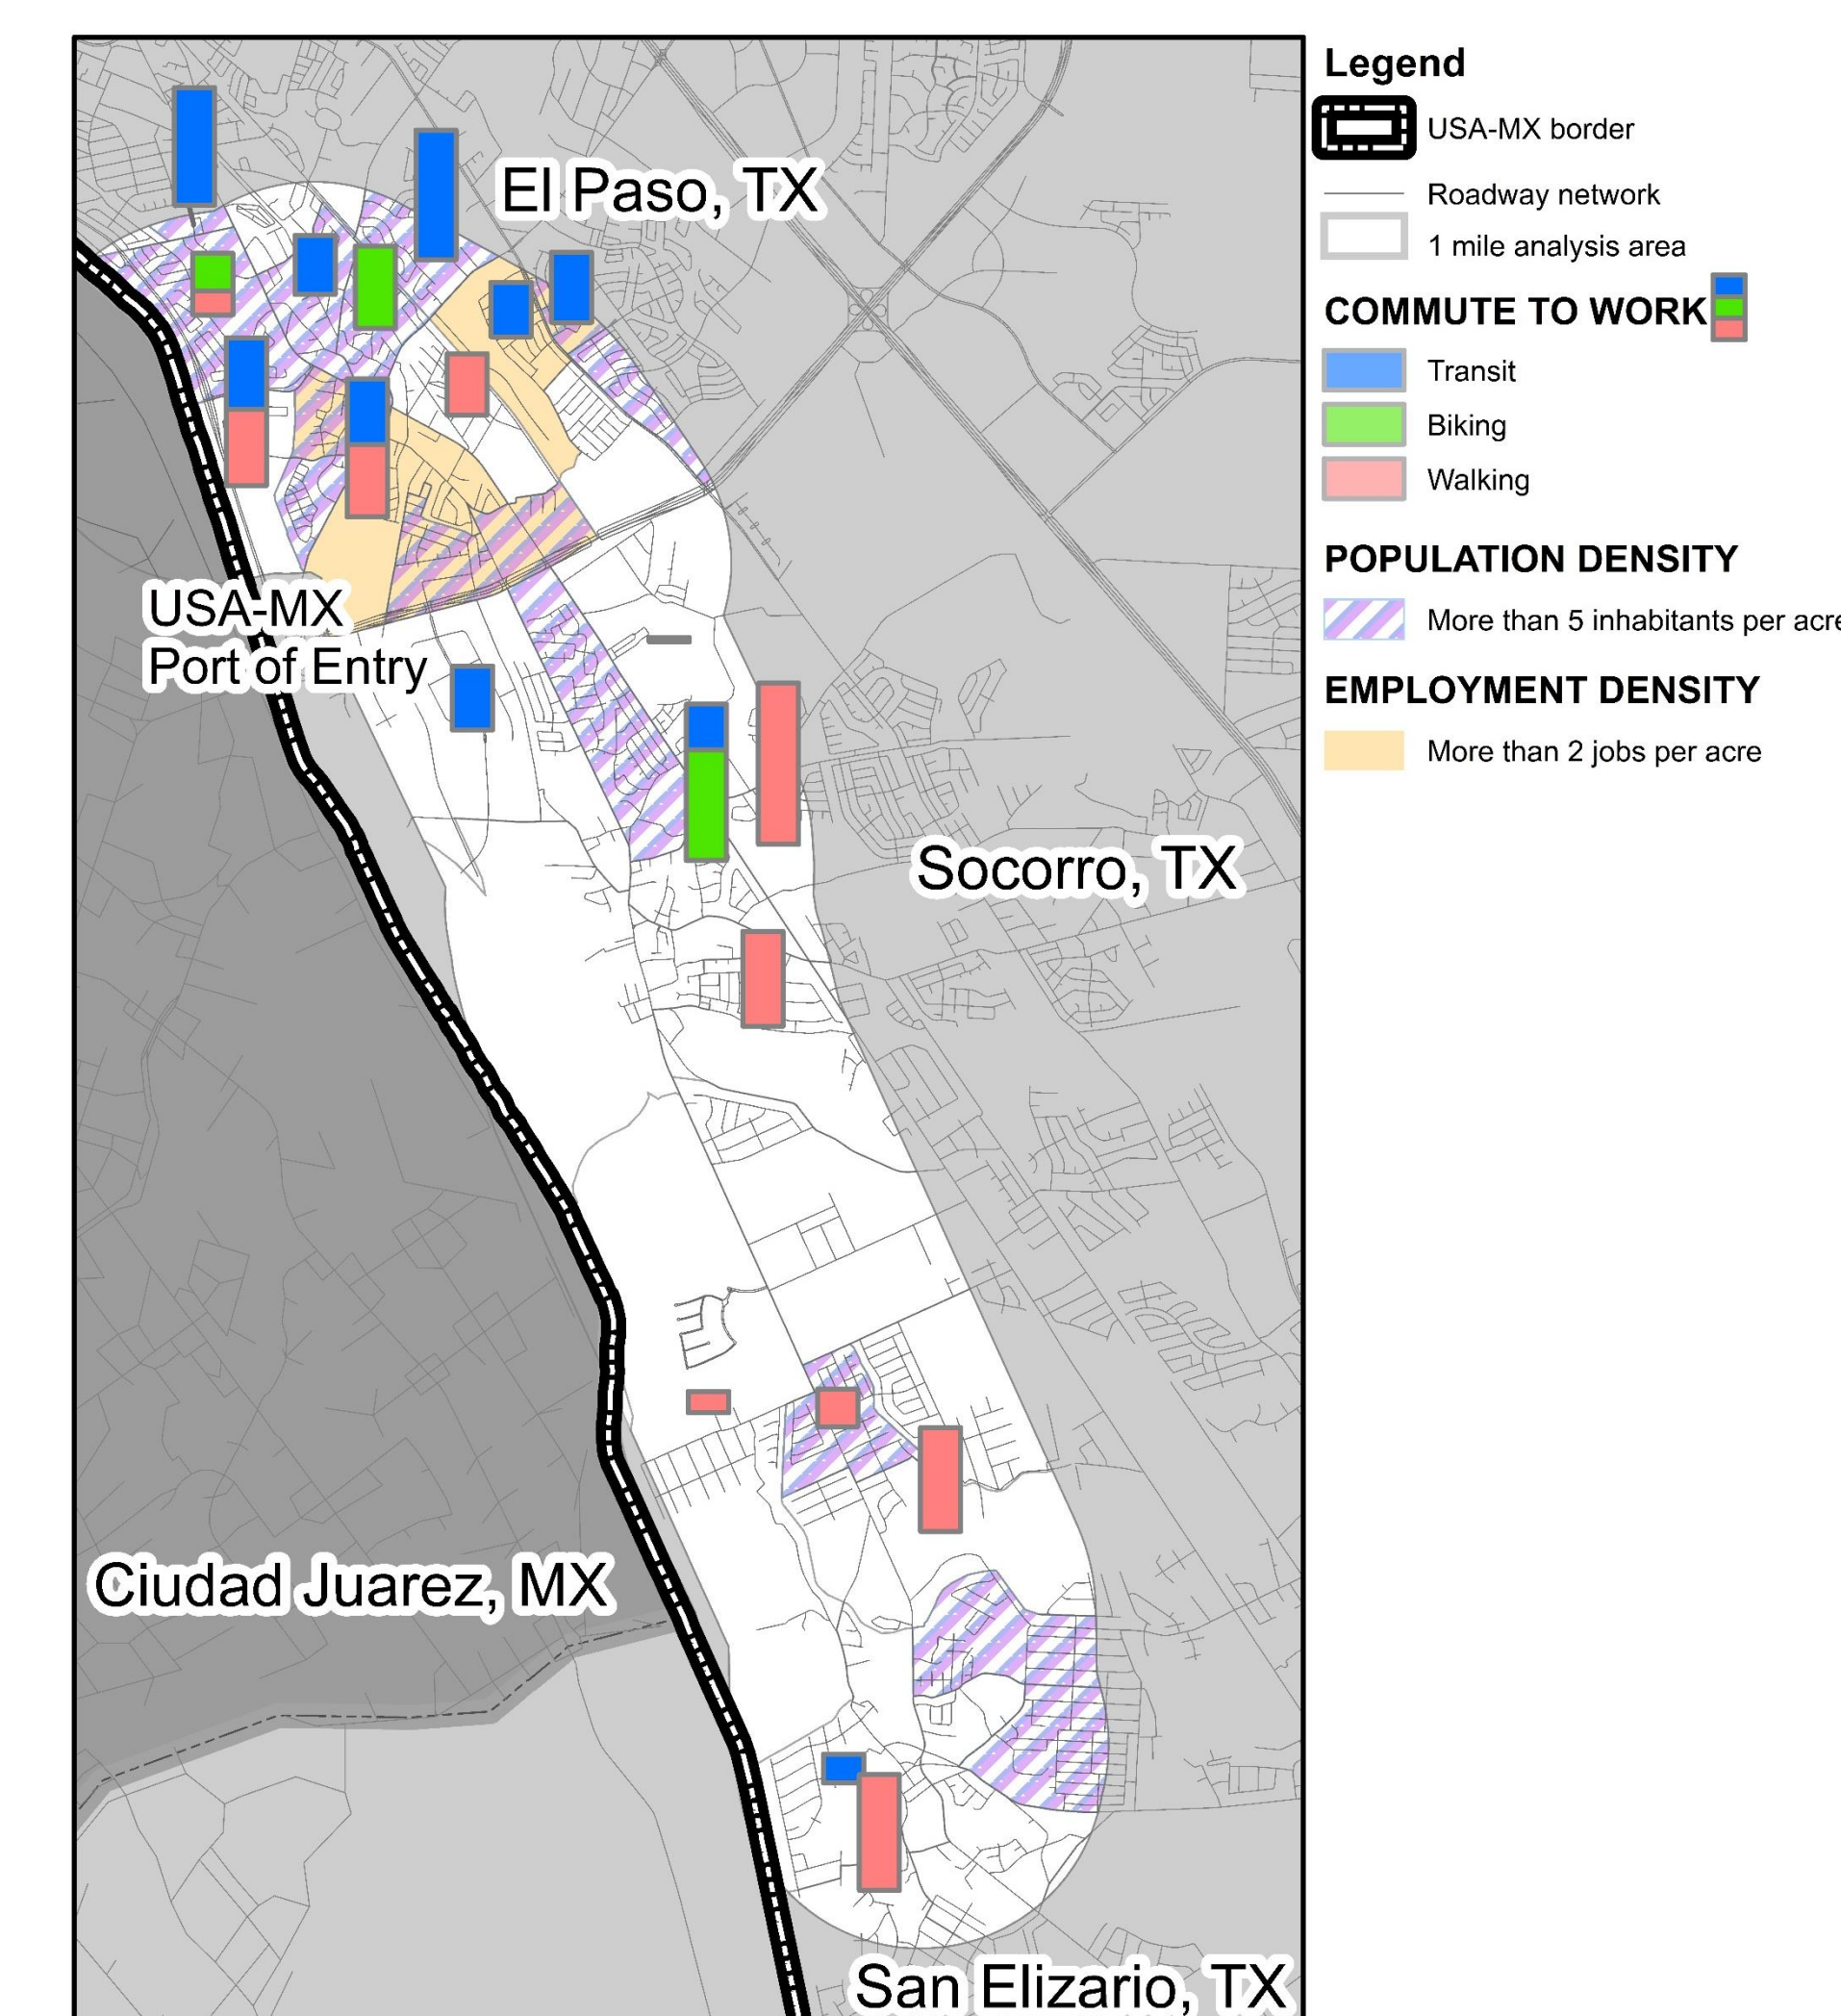 El Paso, TX
USA-MX
Port of Entry
Socorro, TX
Ciudad Juarez, MX
San Elizario, TX
Legend
USA-MX border
Roadway network
1 mile analysis area
COMMUTE TO WORK
Transit
Biking
Walking
POPULATION DENSITY
More than 5 inhabitants per acre
EMPLOYMENT DENSITY
More than 2 jobs per acre